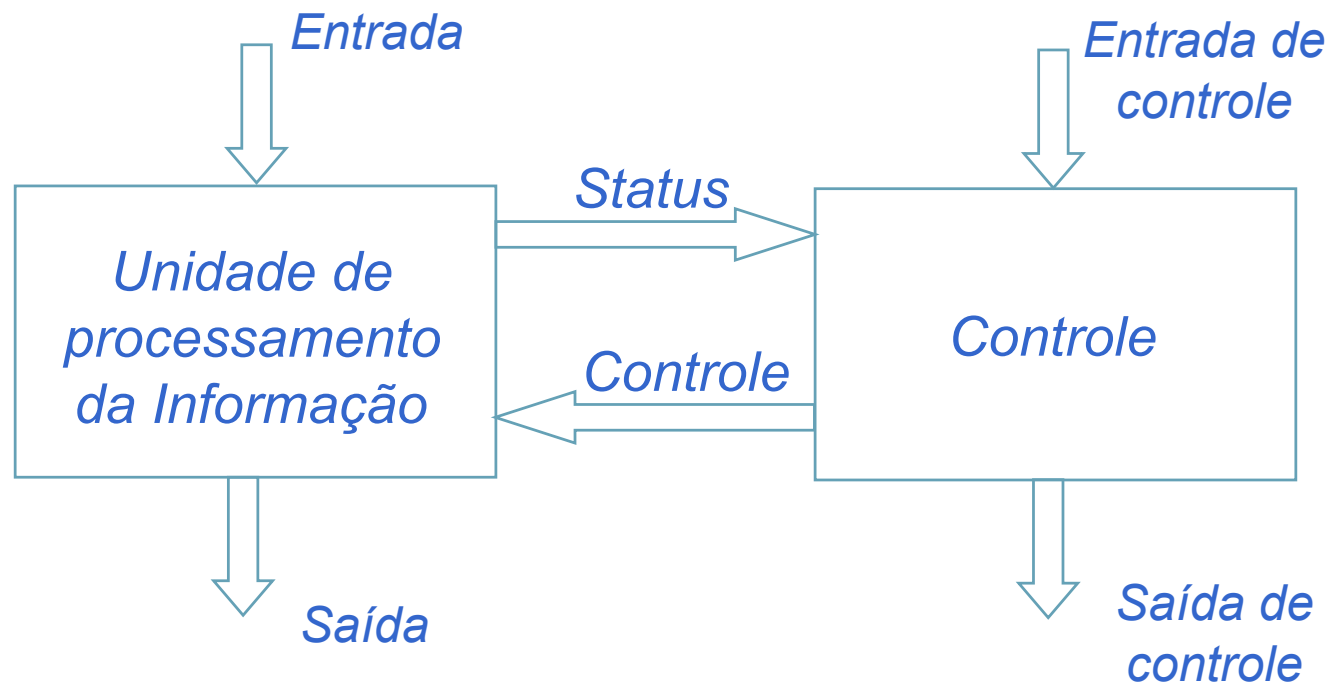 Entrada
Entrada de
controle
Status
Unidade de
processamento
da Informação
Controle
Controle
Saída
Saída de
controle